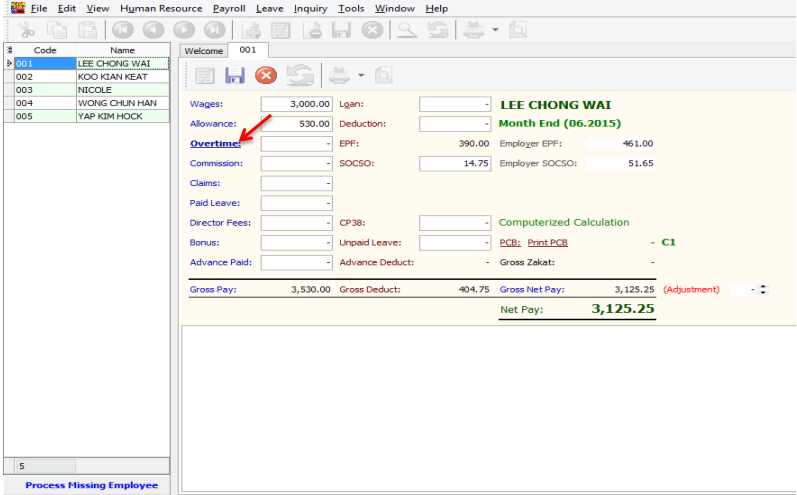 File Edit View Human Resource Payroll Leave Inquiry Tools Window Help
Code Name
001 LEE CHONG WAI
002 KOO KIAN KEAT
003 NICOLE
004 WONG CHUN HAN
005 YAP KIM HOCK
5
Process Missing Employee
Welcome 001
Wages: 3,000.00 Loan: - LEE CHONG WAI
Allowance: 530.00 Deduction: - Month End (06.2015)
Overtime: - EPF: 390.00 Employer EPF: 461.00
Commission: - SOCSO: 14.75 Employer SOCSO: 51.65
Claims: -
Paid Leave: -
Director Fees: - CP38: - Computerized Calculation
Bonus: - Unpaid Leave: - PCB: Print PCB - C1
Advance Paid: - Advance Deduct: - Gross Zakat: -
Gross Pay: 3,530.00 Gross Deduct: 404.75 Gross Net Pay: 3,125.25 (Adjustment) -
Net Pay: 3,125.25